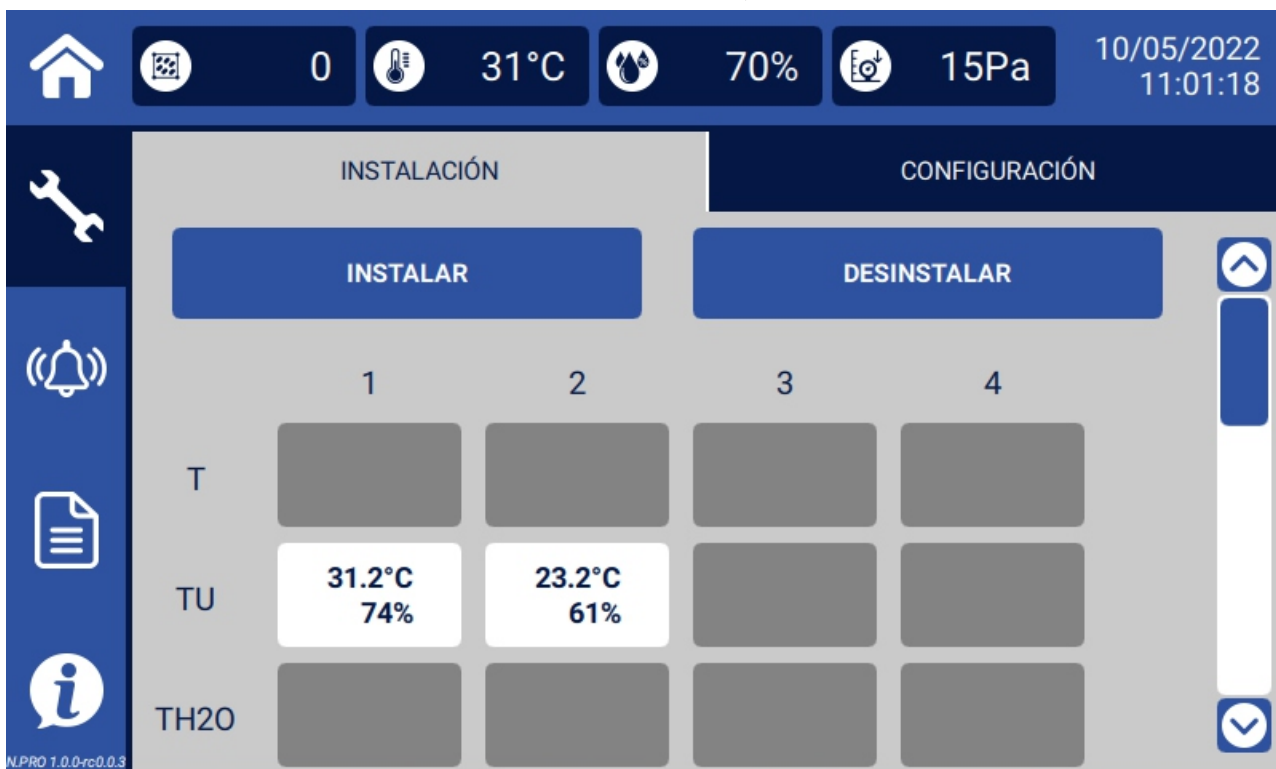 0 31°C 70% 15Pa 10/05/2022
11:01:18
INSTALACIÓN CONFIGURACIÓN
INSTALAR DESINSTALAR
1 2 3 4
T
TU 31.2°C 23.2°C
74% 61%
TH2O
N.PRO 1.0.0-rc0.0.3